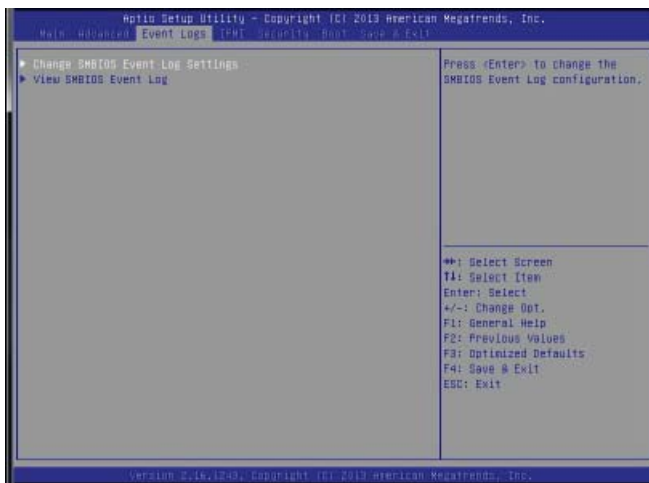 Aptio Setup Utility - Copyright (C) 2013 American Megatrends, Inc.
Main Advanced Event Logs IPMI Security Boot Save & Exit
Change SMBIOS Event Log Settings
View SMBIOS Event Log
Press <Enter> to change the
SMBIOS Event Log configuration.
→←: Select Screen
↑↓: Select Item
Enter: Select
+/-: Change Opt.
F1: General Help
F2: Previous Values
F3: Optimized Defaults
F4: Save & Exit
ESC: Exit
Version 2.16.1243. Copyright (C) 2013 American Megatrends, Inc.